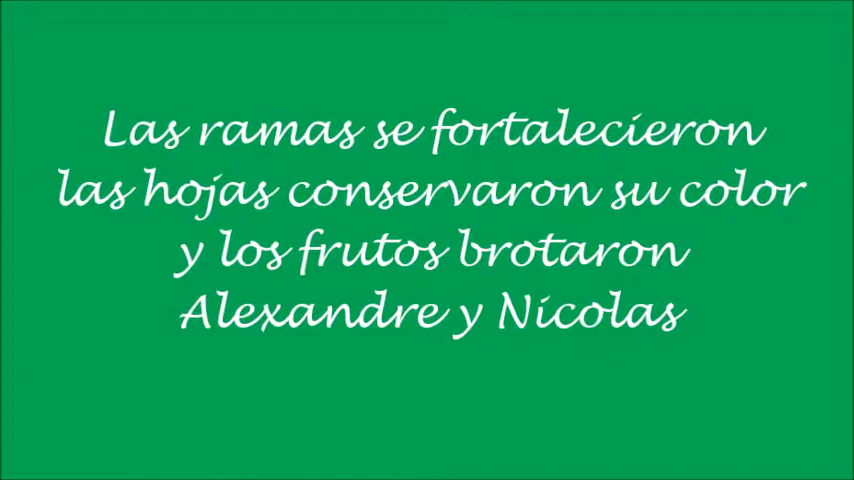 Las ramas se fortalecieron
las hojas conservaron su color
y los frutos brotaron
Alexandre y Nicolas